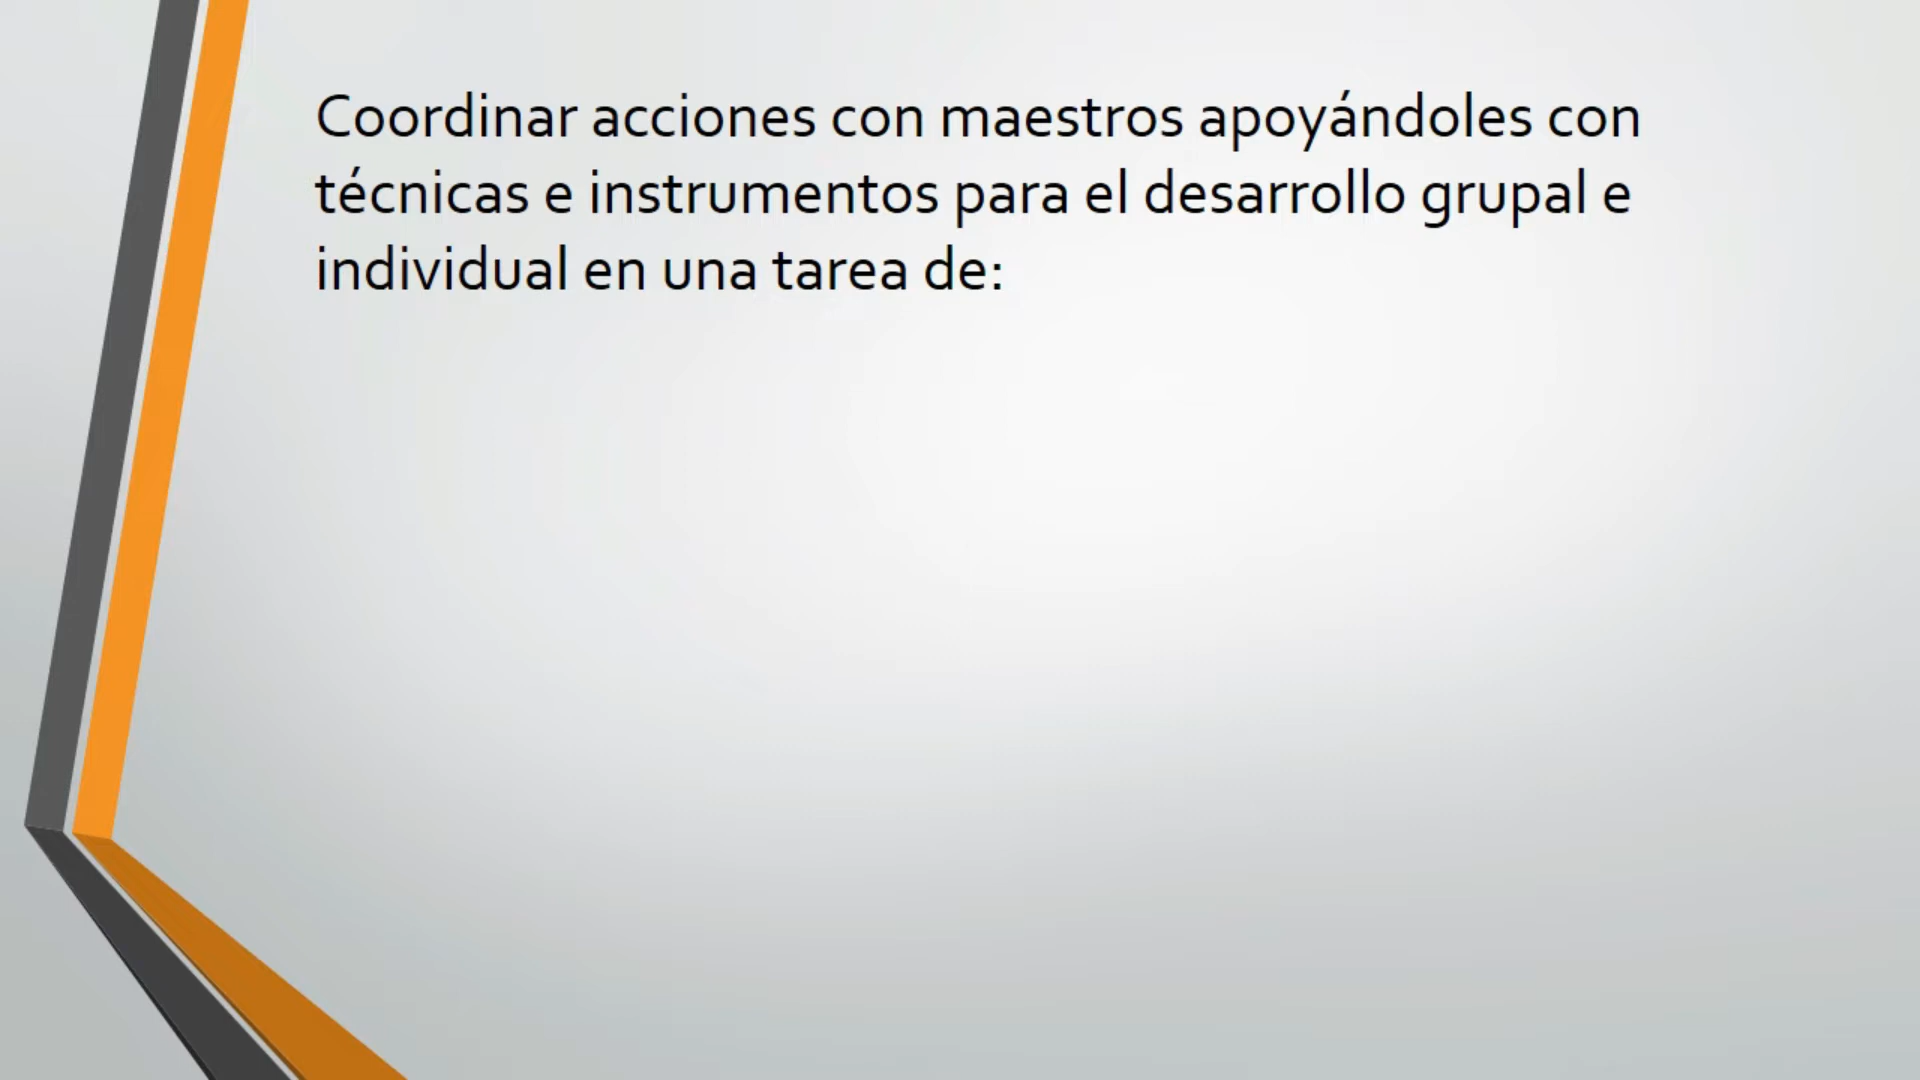 Coordinar acciones con maestros apoyándoles con
técnicas e instrumentos para el desarrollo grupal e
individual en una tarea de: